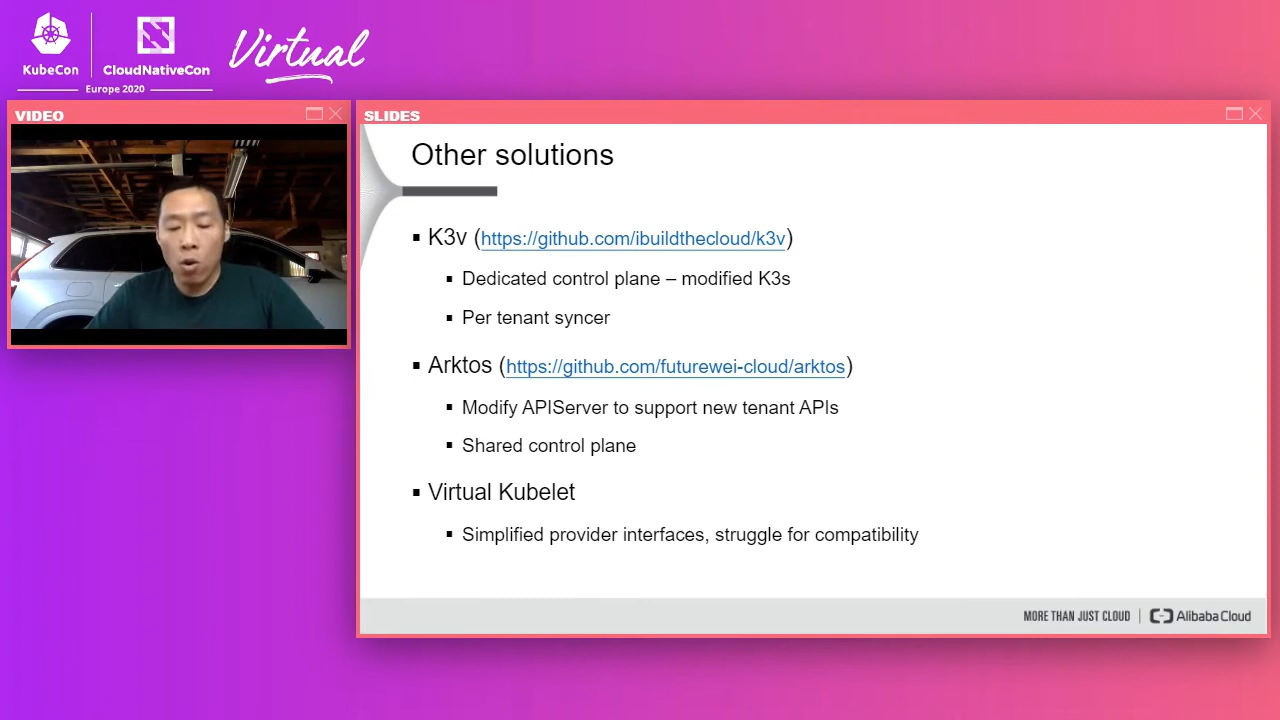 KubeCon
CloudNativeCon
Europe 2020
Virtual
VIDEO
SLIDES
Other solutions
▪ K3v (https://github.com/ibuildthecloud/k3v)
▪ Dedicated control plane – modified K3s
▪ Per tenant syncer
▪ Arktos (https://github.com/futurewei-cloud/arktos)
▪ Modify APIServer to support new tenant APIs
▪ Shared control plane
▪ Virtual Kubelet
▪ Simplified provider interfaces, struggle for compatibility
MORE THAN JUST CLOUD | Alibaba Cloud